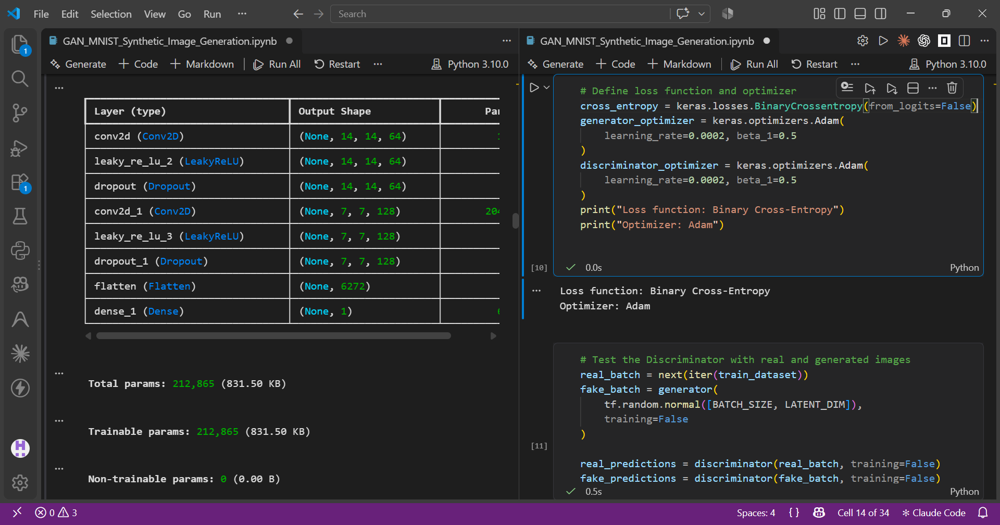 File Edit Selection View Go Run ···
Search
GAN_MNIST_Synthetic_Image_Generation.ipynb
Generate + Code + Markdown Run All Restart ··· Python 3.10.0
Layer (type) Output Shape Par
conv2d (Conv2D) (None, 14, 14, 64)
leaky_re_lu_2 (LeakyReLU) (None, 14, 14, 64)
dropout (Dropout) (None, 14, 14, 64)
conv2d_1 (Conv2D) (None, 7, 7, 128) 204
leaky_re_lu_3 (LeakyReLU) (None, 7, 7, 128)
dropout_1 (Dropout) (None, 7, 7, 128)
flatten (Flatten) (None, 6272)
dense_1 (Dense) (None, 1)
Total params: 212,865 (831.50 KB)
Trainable params: 212,865 (831.50 KB)
Non-trainable params: 0 (0.00 B)
GAN_MNIST_Synthetic_Image_Generation.ipynb
Generate + Code + Markdown Run All Restart ··· Python 3.10.0
# Define loss function and optimizer
cross_entropy = keras.losses.BinaryCrossentropy(from_logits=False)
generator_optimizer = keras.optimizers.Adam(
learning_rate=0.0002, beta_1=0.5
)
discriminator_optimizer = keras.optimizers.Adam(
learning_rate=0.0002, beta_1=0.5
)
print("Loss function: Binary Cross-Entropy")
print("Optimizer: Adam")
[10] 0.0s Python
Loss function: Binary Cross-Entropy
Optimizer: Adam
# Test the Discriminator with real and generated images
real_batch = next(iter(train_dataset))
fake_batch = generator(
tf.random.normal([BATCH_SIZE, LATENT_DIM]),
training=False
)
[11]
real_predictions = discriminator(real_batch, training=False)
fake_predictions = discriminator(fake_batch, training=False)
0.5s Python
1
1
0 3 Spaces: 4 {} Cell 14 of 34 Claude Code